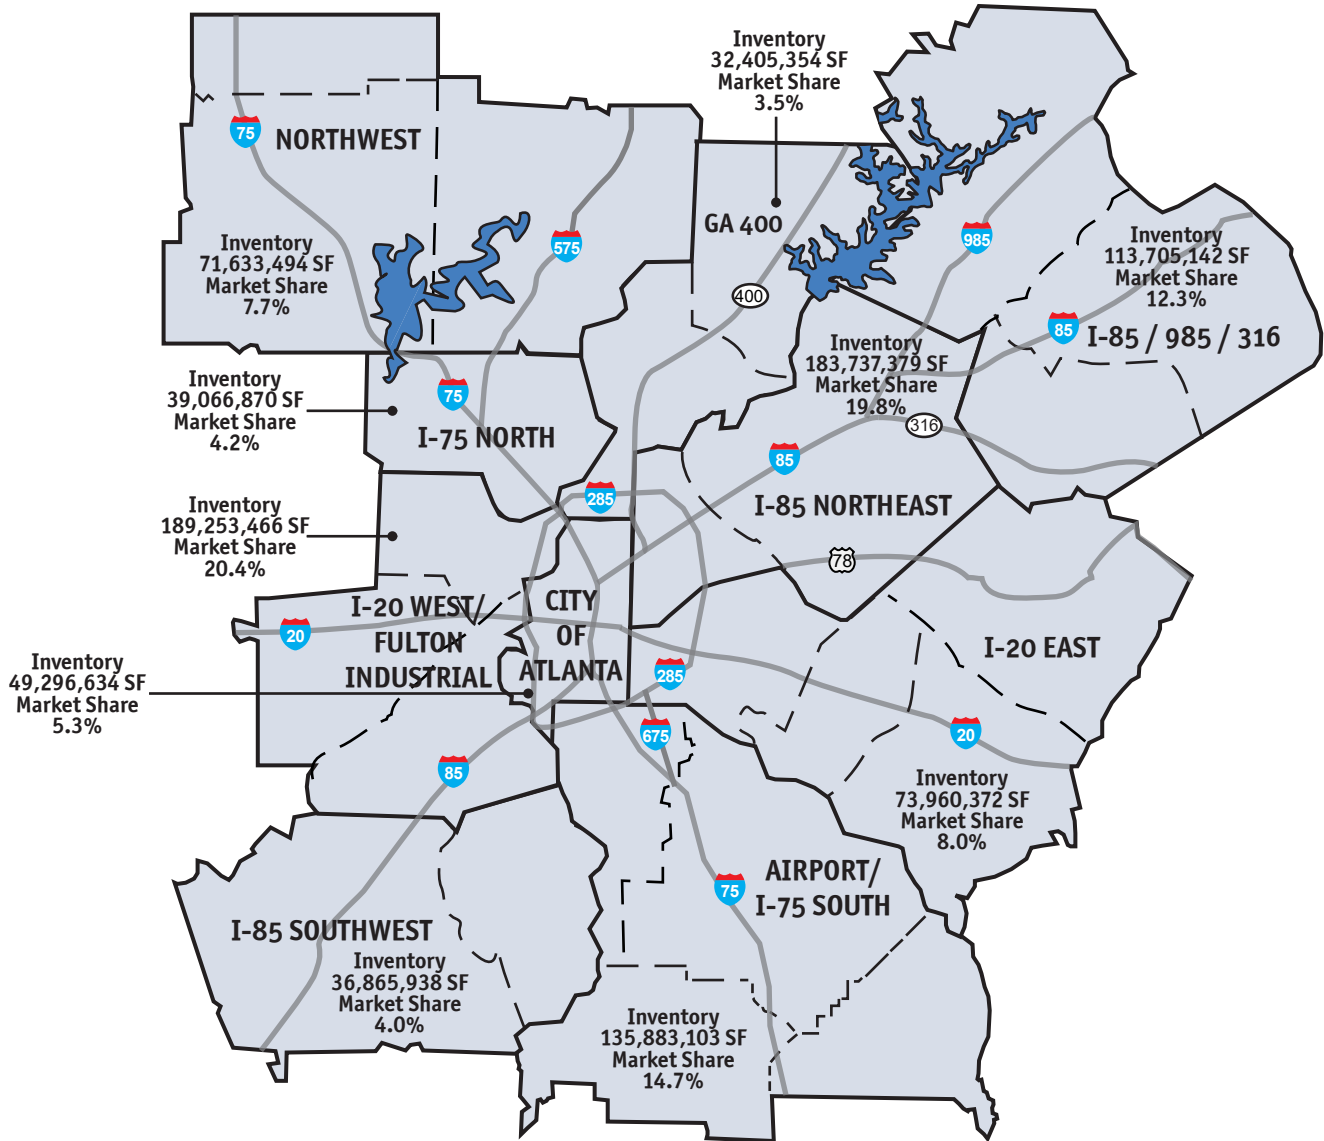 Inventory
32,405,354 SF
Market Share
3.5%
75
NORTHWEST
GA 400
575
985
Inventory
71,633,494 SF
Market Share
7.7%
Inventory
113,705,142 SF
Market Share
12.3%
400
85
I-85 / 985 / 316
Inventory
183,737,379 SF
Market Share
19.8%
Inventory
39,066,870 SF
Market Share
4.2%
75
I-75 NORTH
316
85
285
I-85 NORTHEAST
Inventory
189,253,466 SF
Market Share
20.4%
78
I-20 WEST/
FULTON
INDUSTRIAL
CITY
OF
ATLANTA
20
I-20 EAST
285
Inventory
49,296,634 SF
Market Share
5.3%
675
20
85
Inventory
73,960,372 SF
Market Share
8.0%
AIRPORT/
I-75 SOUTH
75
I-85 SOUTHWEST
Inventory
36,865,938 SF
Market Share
4.0%
Inventory
135,883,103 SF
Market Share
14.7%